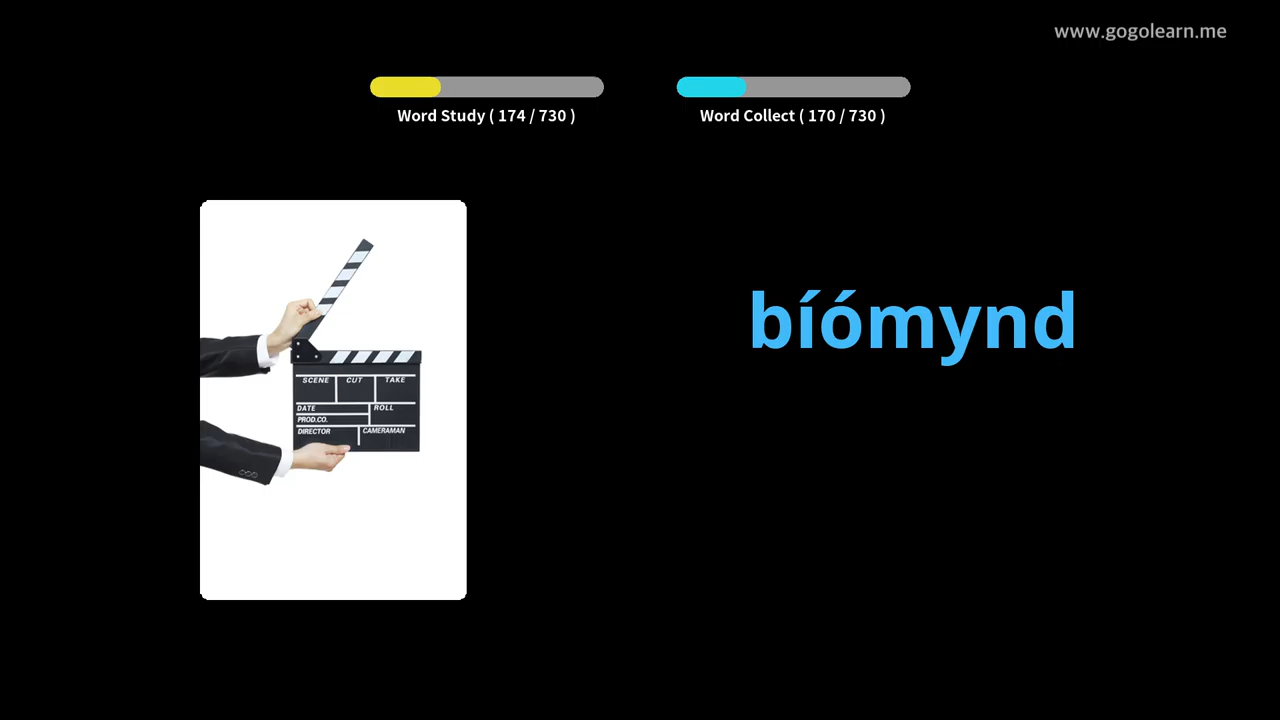 www.gogolearn.me
Word Study ( 174 / 730 )
Word Collect ( 170 / 730 )
bíómynd
SCENE CUT TAKE
DATE ROLL
PROD.CO.
DIRECTOR CAMERAMAN